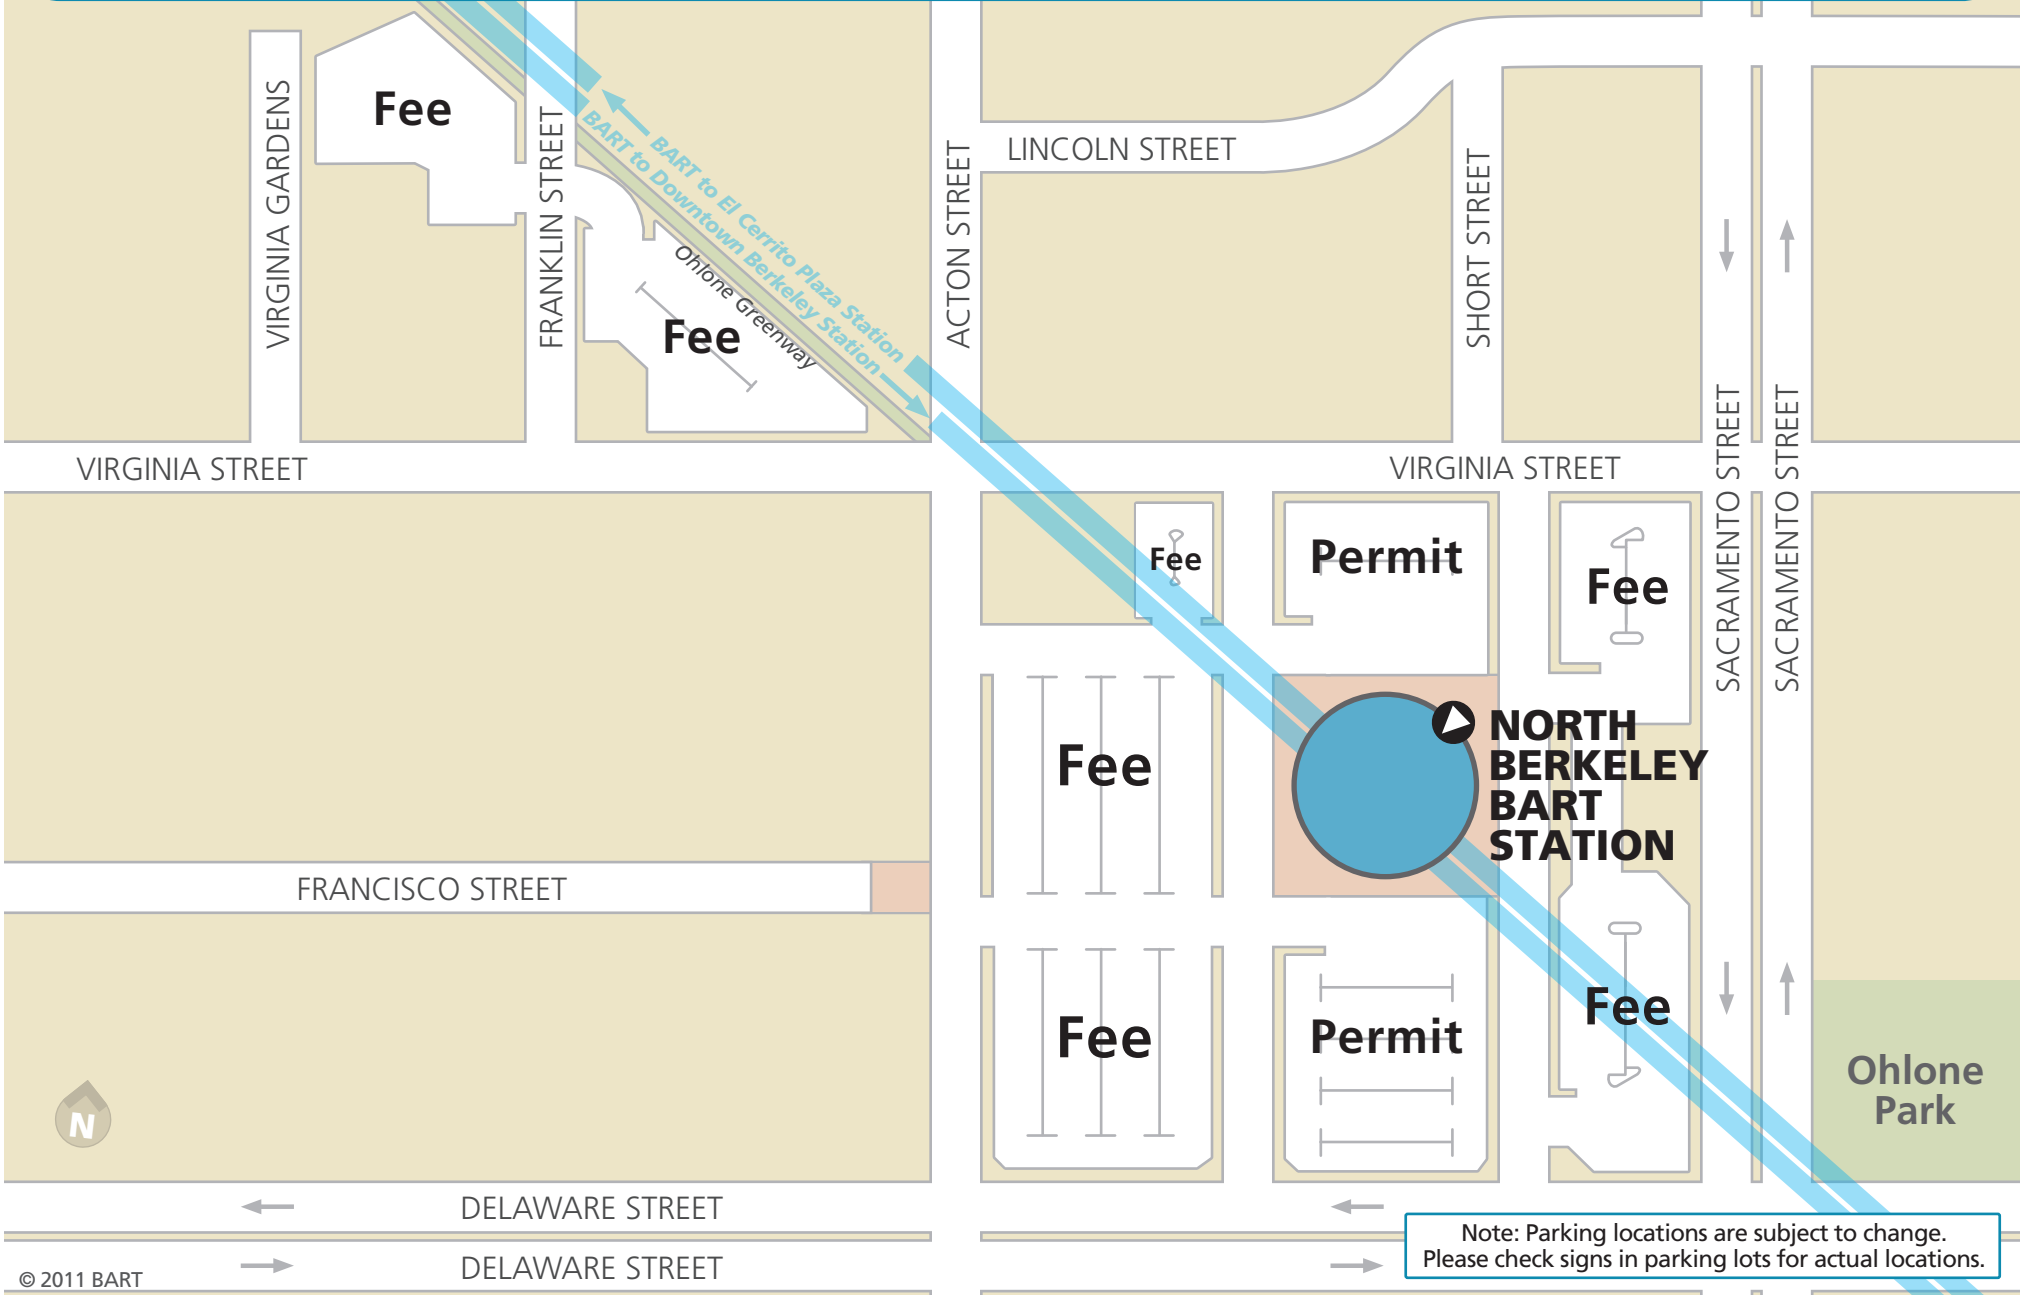 Fee
VIRGINIA GARDENS
FRANKLIN STREET
BART to El Cerrito Plaza Station
BART to Downtown Berkeley Station
Ohlone Greenway
Fee
ACTON STREET
LINCOLN STREET
SHORT STREET
SACRAMENTO STREET
SACRAMENTO STREET
VIRGINIA STREET
VIRGINIA STREET
Fee
Permit
Fee
NORTH
BERKELEY
BART
STATION
Fee
FRANCISCO STREET
Fee
Permit
Fee
Ohlone
Park
N
DELAWARE STREET
DELAWARE STREET
Note: Parking locations are subject to change.
Please check signs in parking lots for actual locations.
© 2011 BART